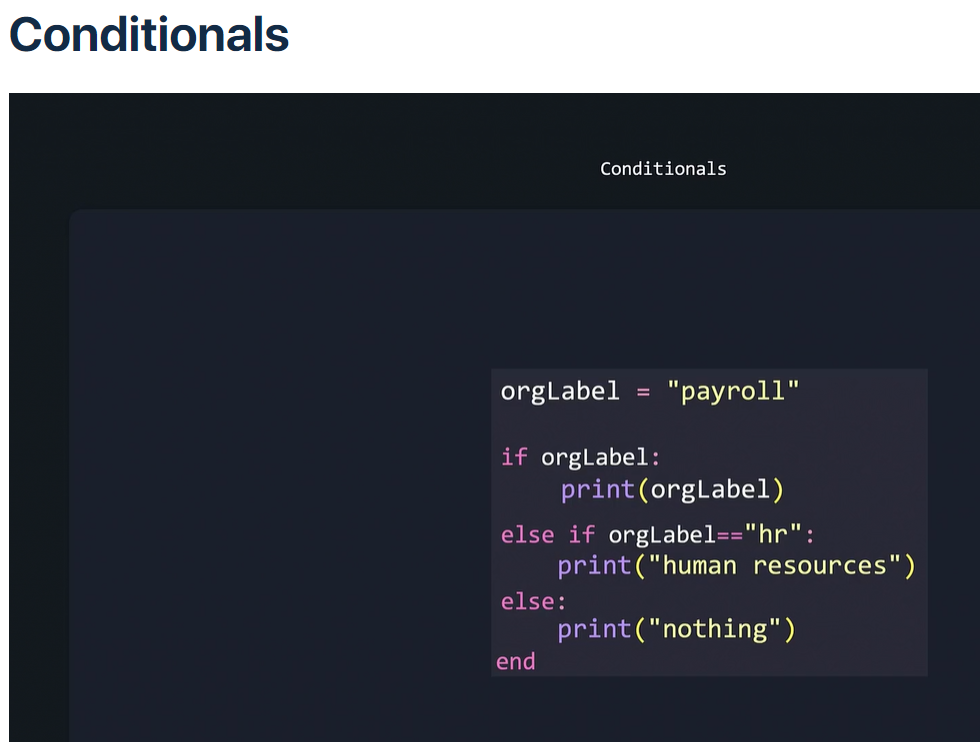 Conditionals
Conditionals
orgLabel = "payroll"
if orgLabel:
print(orgLabel)
else if orgLabel=="hr":
print("human resources")
else:
print("nothing")
end